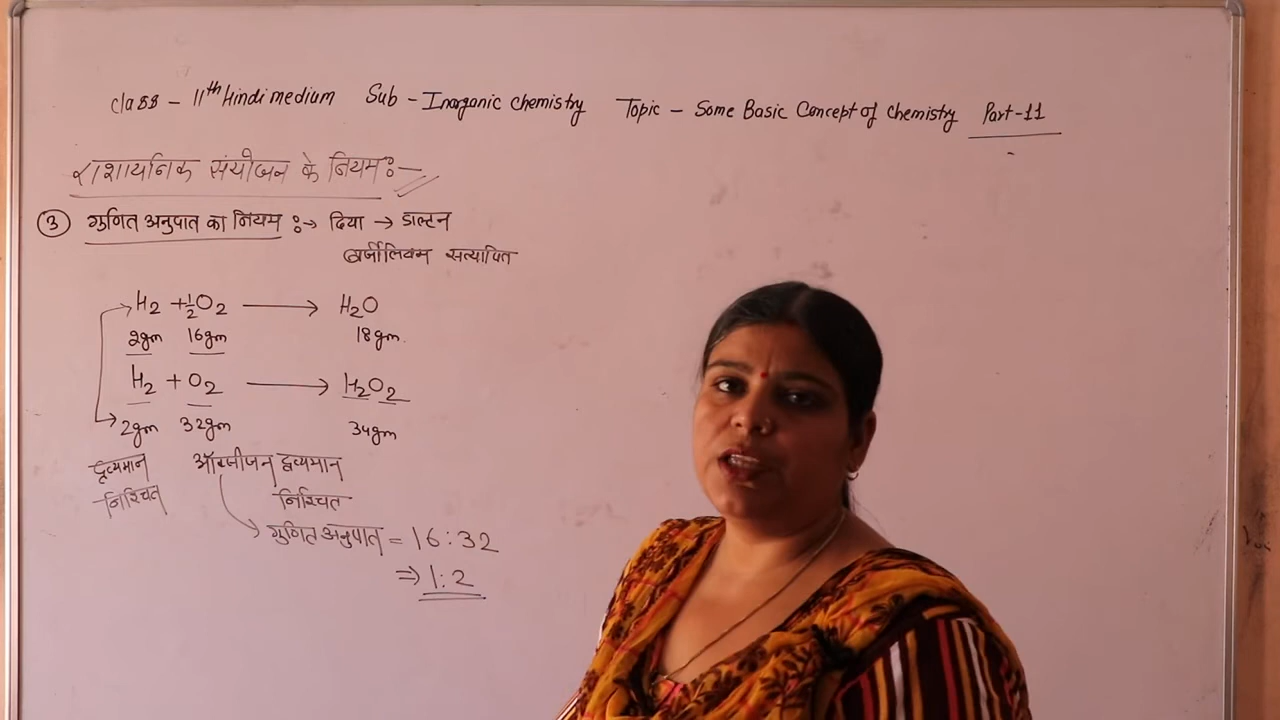 Class - 11th Hindi medium Sub - Inorganic chemistry Topic - Some Basic Concept of chemistry Part-11
राशायनिक संयोजन के नियम:-
3 गुणित अनुपात का नियम :→ दिया → डाल्टन
बर्जीलियस सत्यापित
H2 + ½O2 → H2O
2gm 16gm 18gm.
H2 + O2 → H2O2
2gm 32gm 34gm
द्रव्यमान ऑक्जीजन द्रव्यमान
निश्चित निश्चित
गुणित अनुपात = 16:32
⇒ 1:2